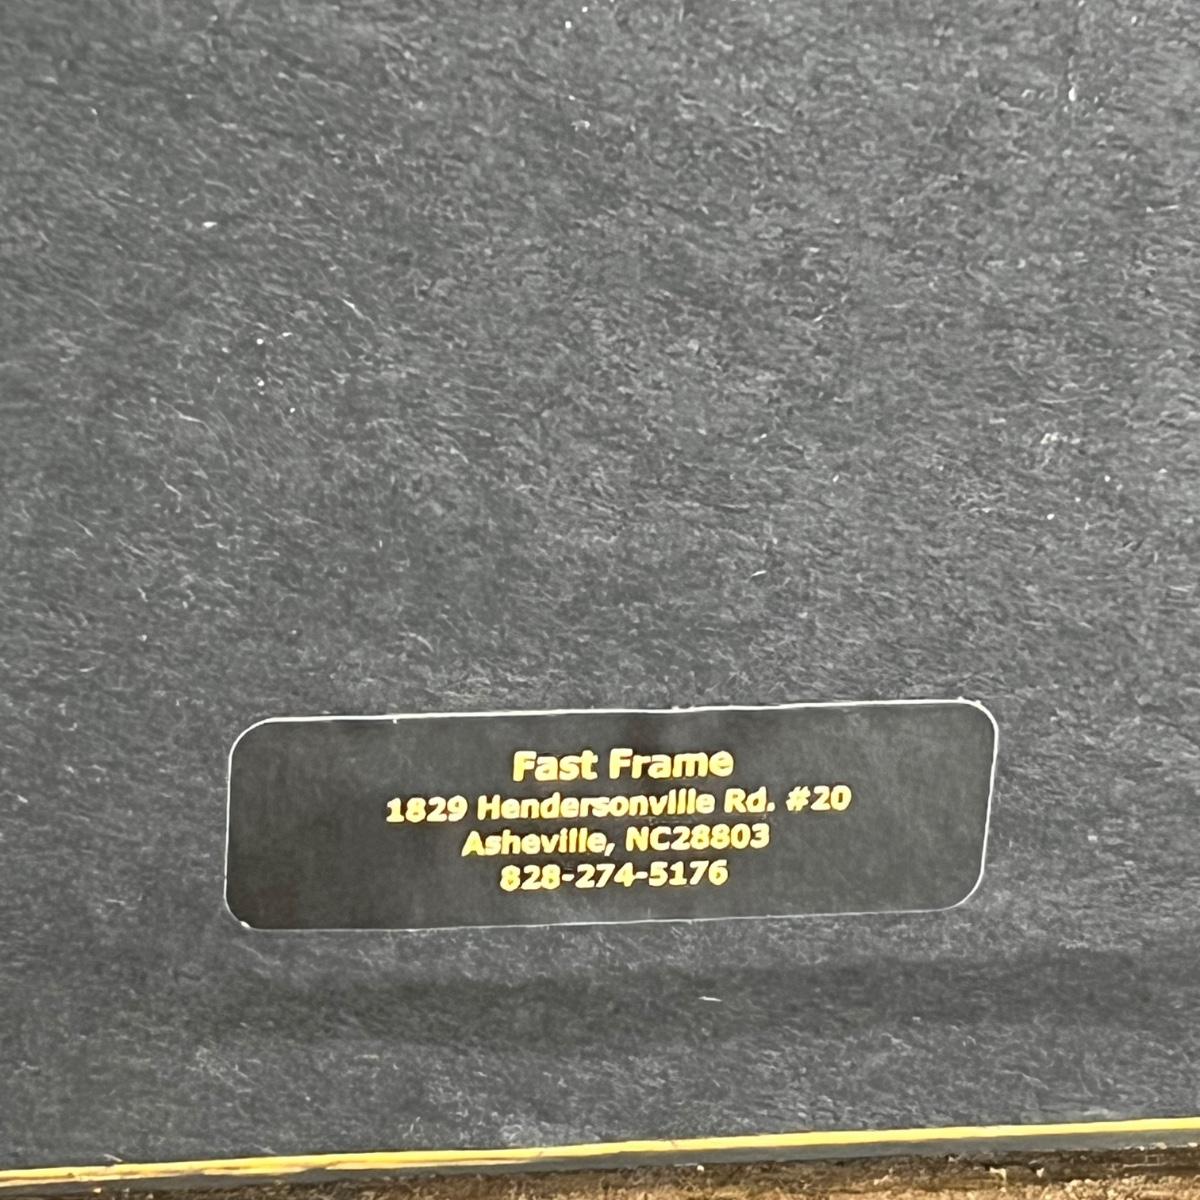 Fast Frame
1829 Hendersonville Rd. #20
Asheville, NC28803
828-274-5176